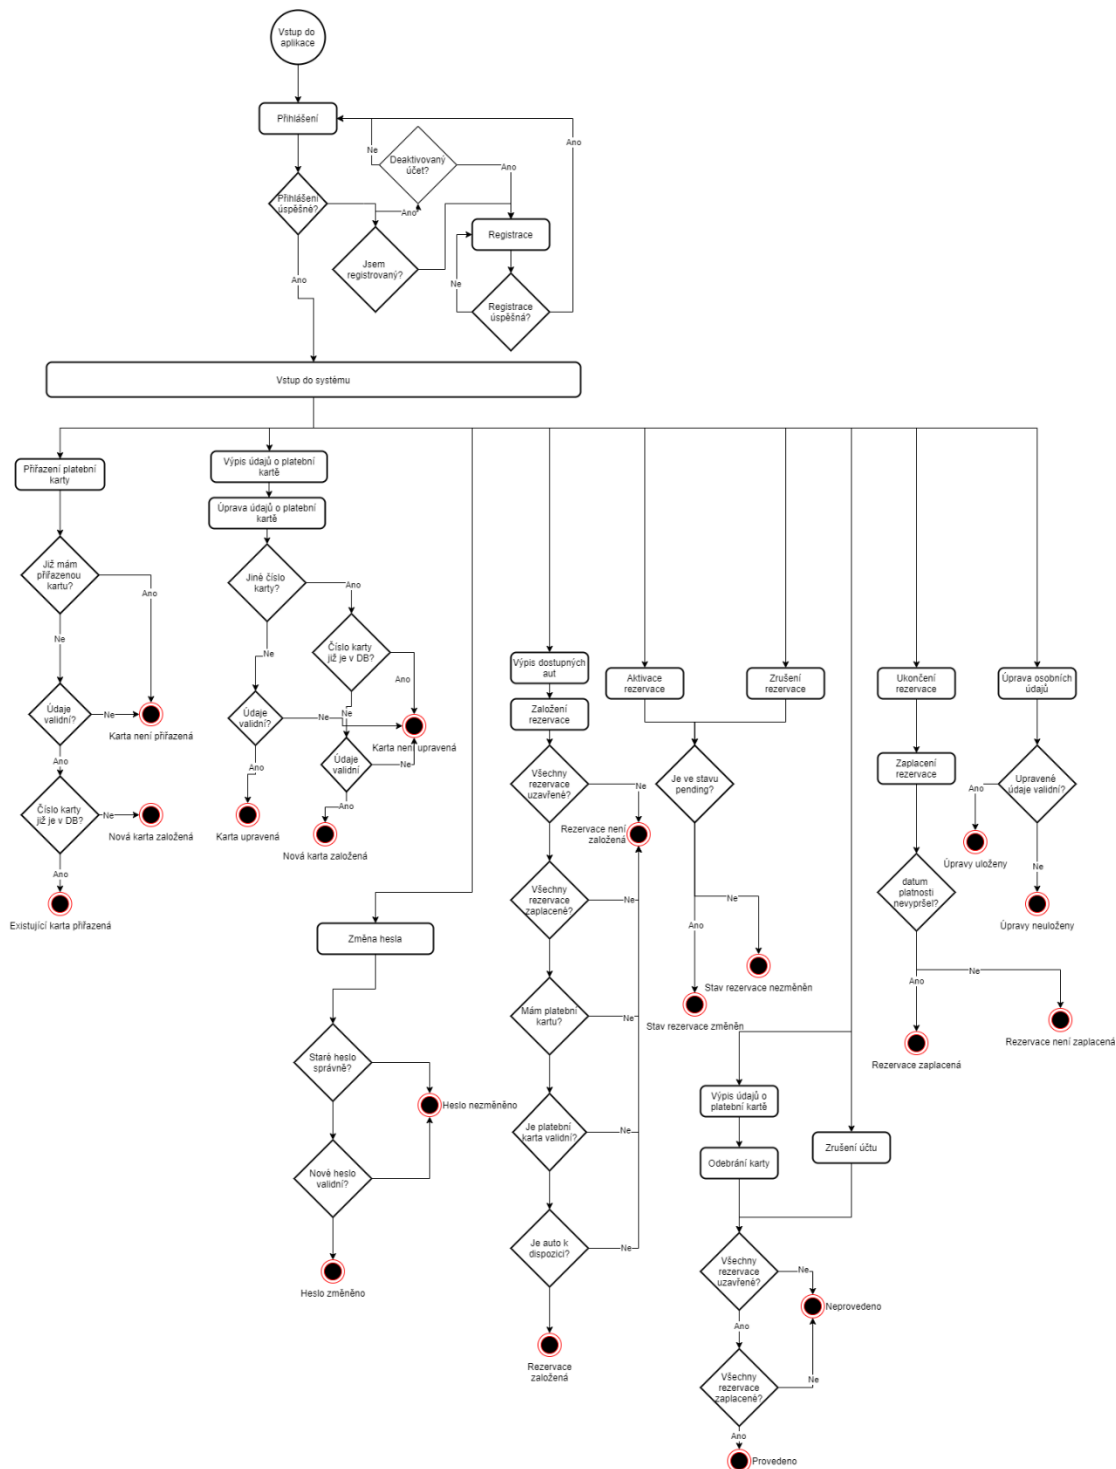 Vstup do
aplikace
Přihlášení
Ne
Deaktivovaný
účet?
Ano
Ano
Přihlášení
úspěšné?
Ano
Registrace
Jsem
registrovaný?
Ano
Ne
Registrace
úspěšná?
Vstup do systému
Přiřazení platební
karty
Výpis údajů o platební
kartě
Úprava údajů o platební
kartě
Již mám
přiřazenou
kartu?
Ano
Jiné číslo
karty?
Ano
Ne
Ne
Číslo karty
již je v DB?
Ano
Výpis dostupných
aut
Aktivace
rezervace
Zrušení
rezervace
Ukončení
rezervace
Úprava osobních
údajů
Údaje
validní?
Ne
Karta není přiřazená
Údaje
validní?
Ne
Ne
Karta není upravená
Založení
rezervace
Ano
Ano
Údaje
validní
Ne
Všechny
rezervace
uzavřené?
Ne
Je ve stavu
pending?
Zaplacení
rezervace
Ano
Upravené
údaje validní?
Číslo karty
již je v DB?
Ne
Nová karta založená
Karta upravená
Ano
Nová karta založená
Rezervace není
založená
Úpravy uloženy
Ne
Ano
Existující karta přiřazená
Všechny
rezervace
zaplacené?
Ne
Ne
datum
platnosti
nevypršel?
Úpravy neuloženy
Změna hesla
Ano
Stav rezervace nezměněn
Ano
Ne
Mám platební
kartu?
Ne
Stav rezervace změněn
Rezervace není zaplacená
Rezervace zaplacená
Staré heslo
správně?
Heslo nezměněno
Výpis údajů o
platební kartě
Je platební
karta validní?
Ne
Zrušení účtu
Odebrání karty
Nové heslo
validní?
Je auto k
dispozici?
Ne
Heslo změněno
Všechny
rezervace
uzavřené?
Ne
Neprovedeno
Ano
Rezervace
založená
Všechny
rezervace
zaplacené?
Ne
Ano
Provedeno